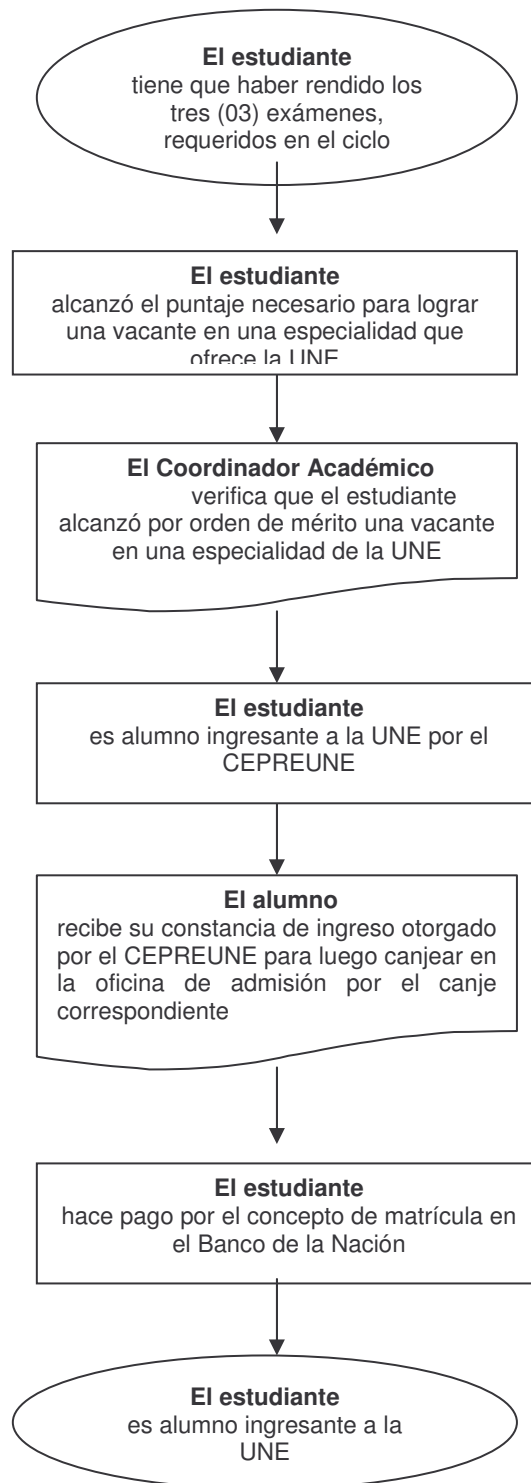 El estudiante
tiene que haber rendido los
tres (03) exámenes,
requeridos en el ciclo
El estudiante
alcanzó el puntaje necesario para lograr
una vacante en una especialidad que
ofrece la UNE
El Coordinador Académico
verifica que el estudiante
alcanzó por orden de mérito una vacante
en una especialidad de la UNE
El estudiante
es alumno ingresante a la UNE por el
CEPREUNE
El alumno
recibe su constancia de ingreso otorgado
por el CEPREUNE para luego canjear en
la oficina de admisión por el canje
correspondiente
El estudiante
hace pago por el concepto de matrícula en
el Banco de la Nación
El estudiante
es alumno ingresante a la
UNE